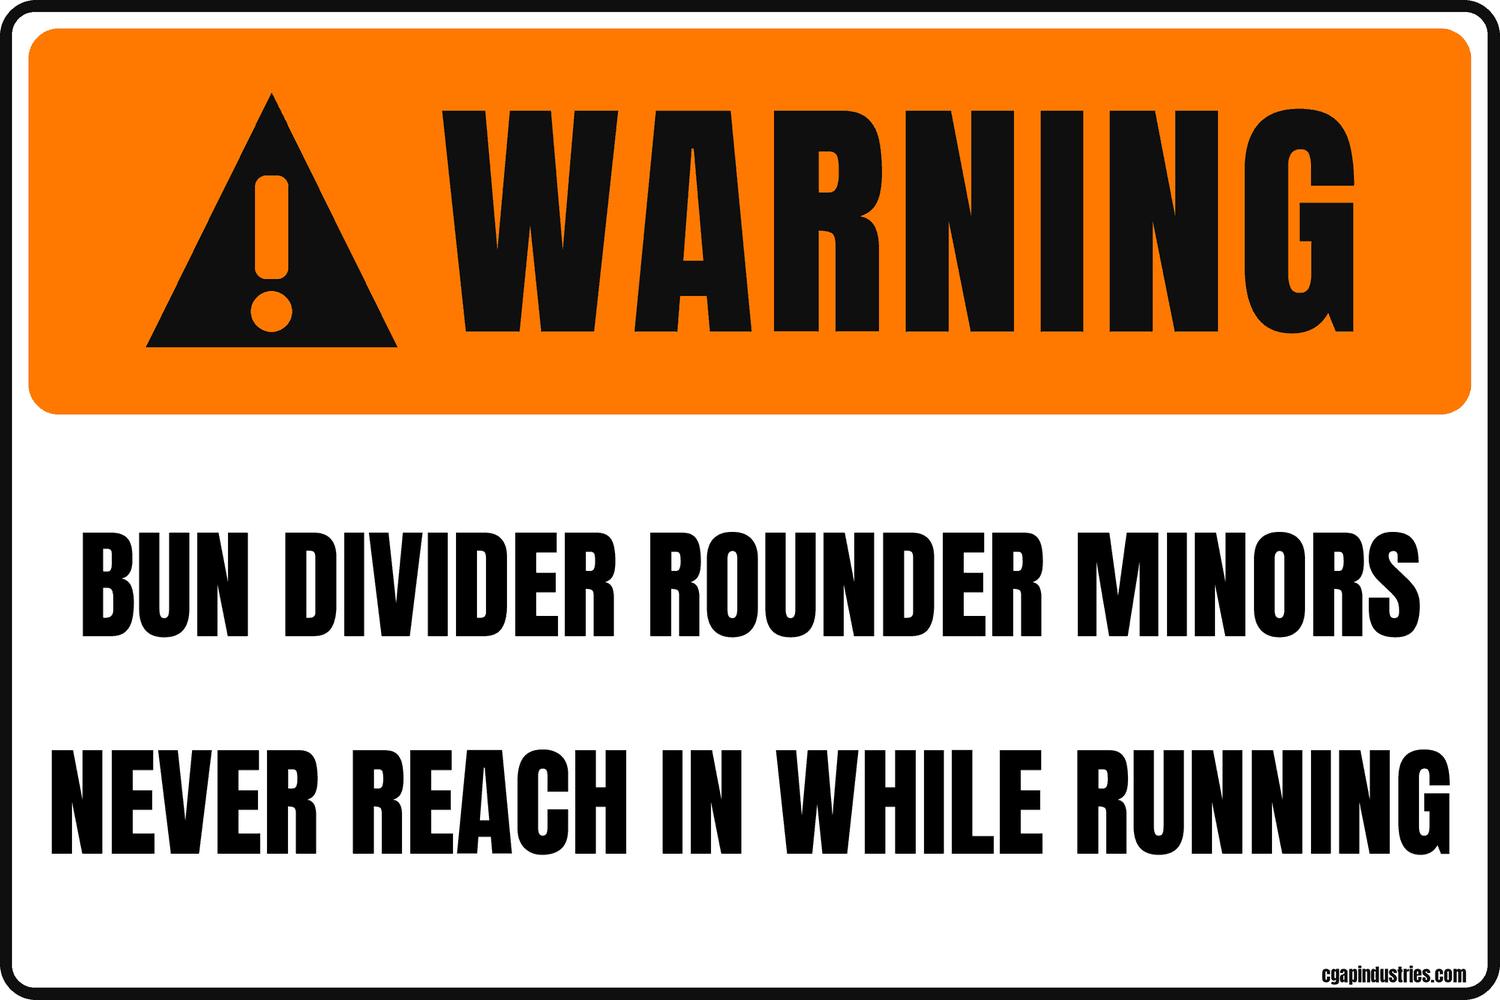 WARNING
BUN DIVIDER ROUNDER MINORS
NEVER REACH IN WHILE RUNNING
cgapindustries.com